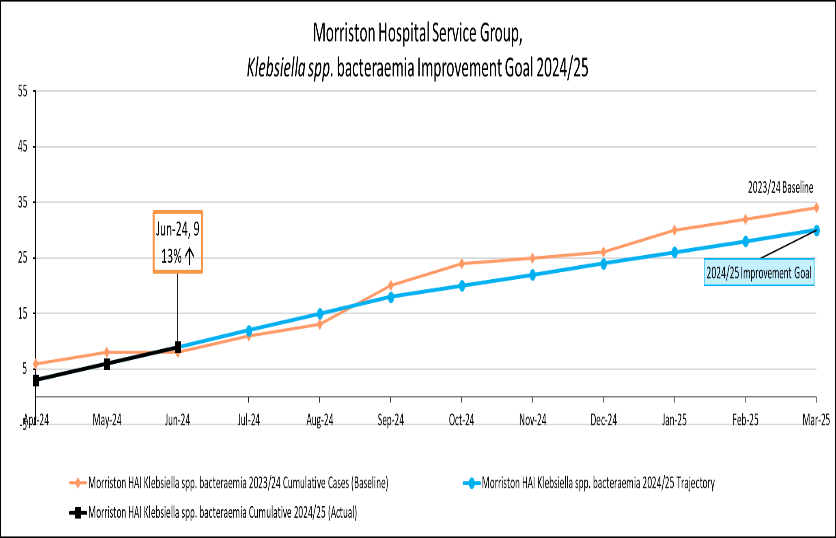 Morriston Hospital Service Group,
Klebsiella spp. bacteraemia Improvement Goal 2024/25
55
45
35
25
15
5
-5
2023/24 Baseline
Jun-24, 9
13% ↑
2024/25 Improvement Goal
Apr-24 May-24 Jun-24 Jul-24 Aug-24 Sep-24 Oct-24 Nov-24 Dec-24 Jan-25 Feb-25 Mar-25
Morriston HAI Klebsiella spp. bacteraemia 2023/24 Cumulative Cases (Baseline)
Morriston HAI Klebsiella spp. bacteraemia 2024/25 Trajectory
Morriston HAI Klebsiella spp. bacteraemia Cumulative 2024/25 (Actual)